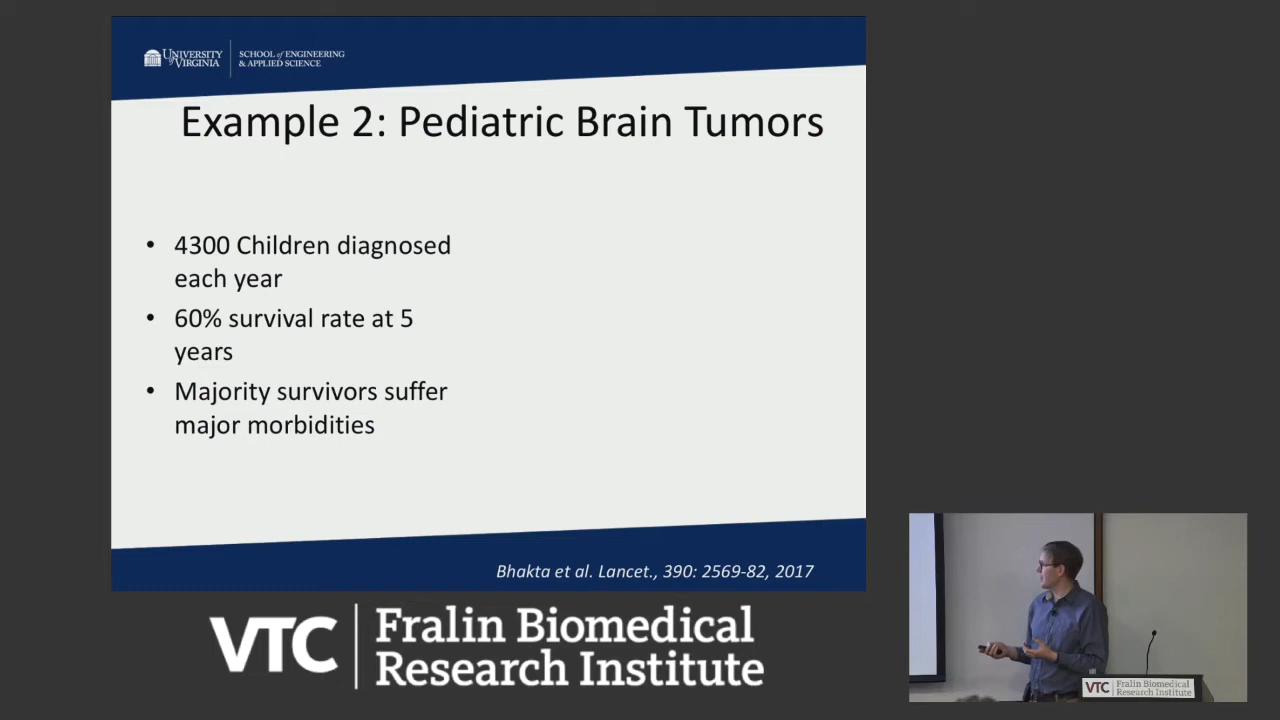 UNIVERSITY of VIRGINIA
SCHOOL of ENGINEERING
& APPLIED SCIENCE
Example 2: Pediatric Brain Tumors
• 4300 Children diagnosed
each year
• 60% survival rate at 5
years
• Majority survivors suffer
major morbidities
Bhakta et al. Lancet., 390: 2569-82, 2017
VTC
Fralin Biomedical
Research Institute
VTC
Fralin Biomedical
Research Institute